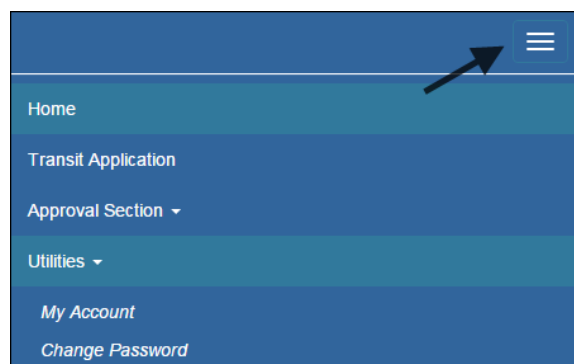 Home
Transit Application
Approval Section
Utilities
My Account
Change Password